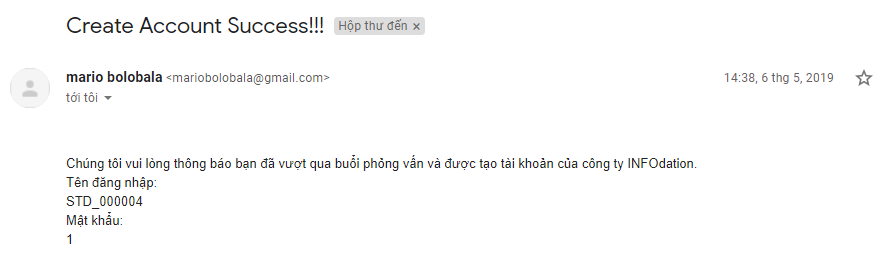 Create Account Success!!! Hộp thư đến ×
mario bolobala <mariobolobala@gmail.com> 14:38, 6 thg 5, 2019
tới tôi
Chúng tôi vui lòng thông báo bạn đã vượt qua buổi phỏng vấn và được tạo tài khoản của công ty INFOdation.
Tên đăng nhập:
STD_000004
Mật khẩu:
1